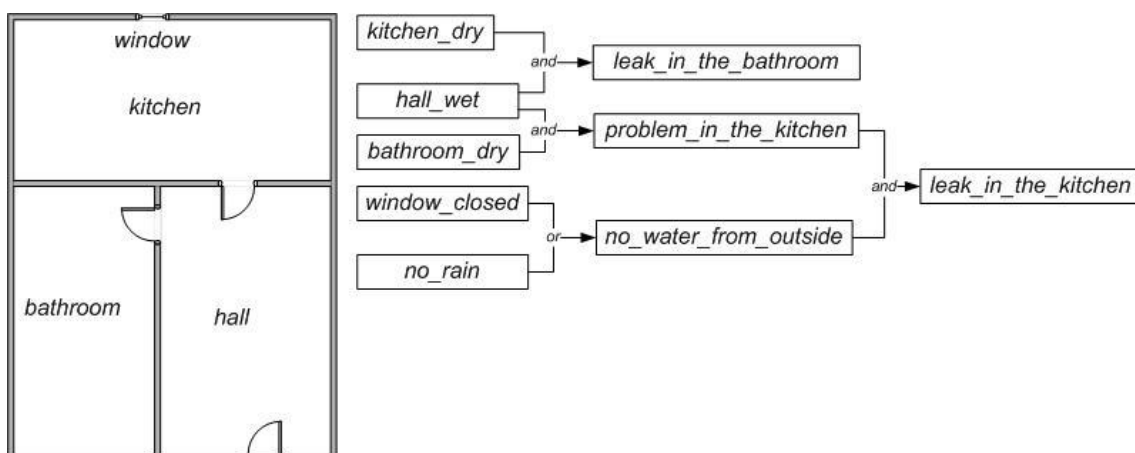 window
kitchen
bathroom
hall
kitchen_dry
and
leak_in_the_bathroom
hall_wet
and
problem_in_the_kitchen
bathroom_dry
and
leak_in_the_kitchen
window_closed
or
no_water_from_outside
no_rain